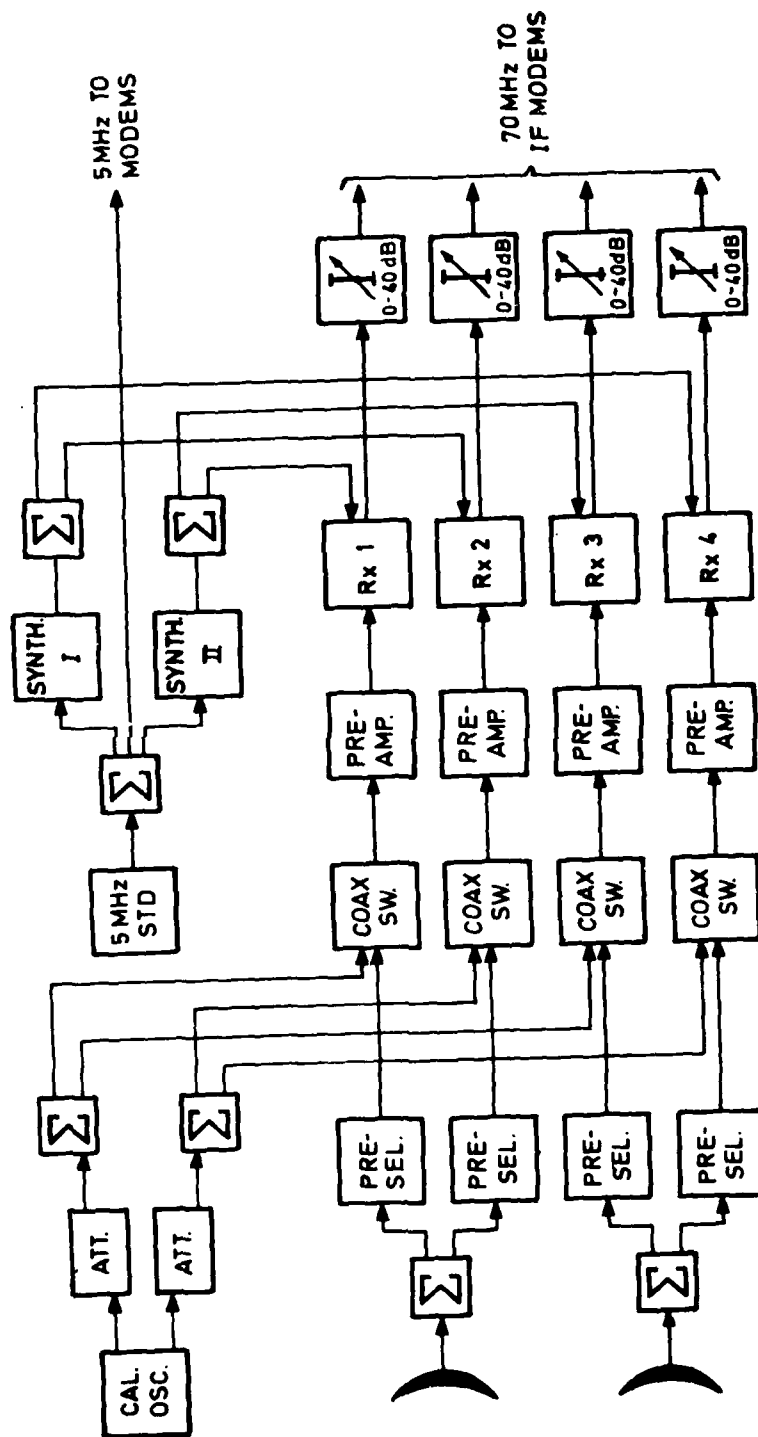 CAL.
OSC.
ATT.
ATT.
Σ
Σ
5 MHz
STD
Σ
SYNTH.
I
SYNTH.
II
Σ
Σ
5 MHz TO
MODEMS
Σ
PRE-
SEL.
PRE-
SEL.
Σ
PRE-
SEL.
PRE-
SEL.
COAX
SW.
COAX
SW.
COAX
SW.
COAX
SW.
PRE-
AMP.
PRE-
AMP.
PRE-
AMP.
PRE-
AMP.
Rx 1
Rx 2
Rx 3
Rx 4
0-40dB
0-40dB
0-40dB
0-40dB
70MHz TO
IF MODEMS